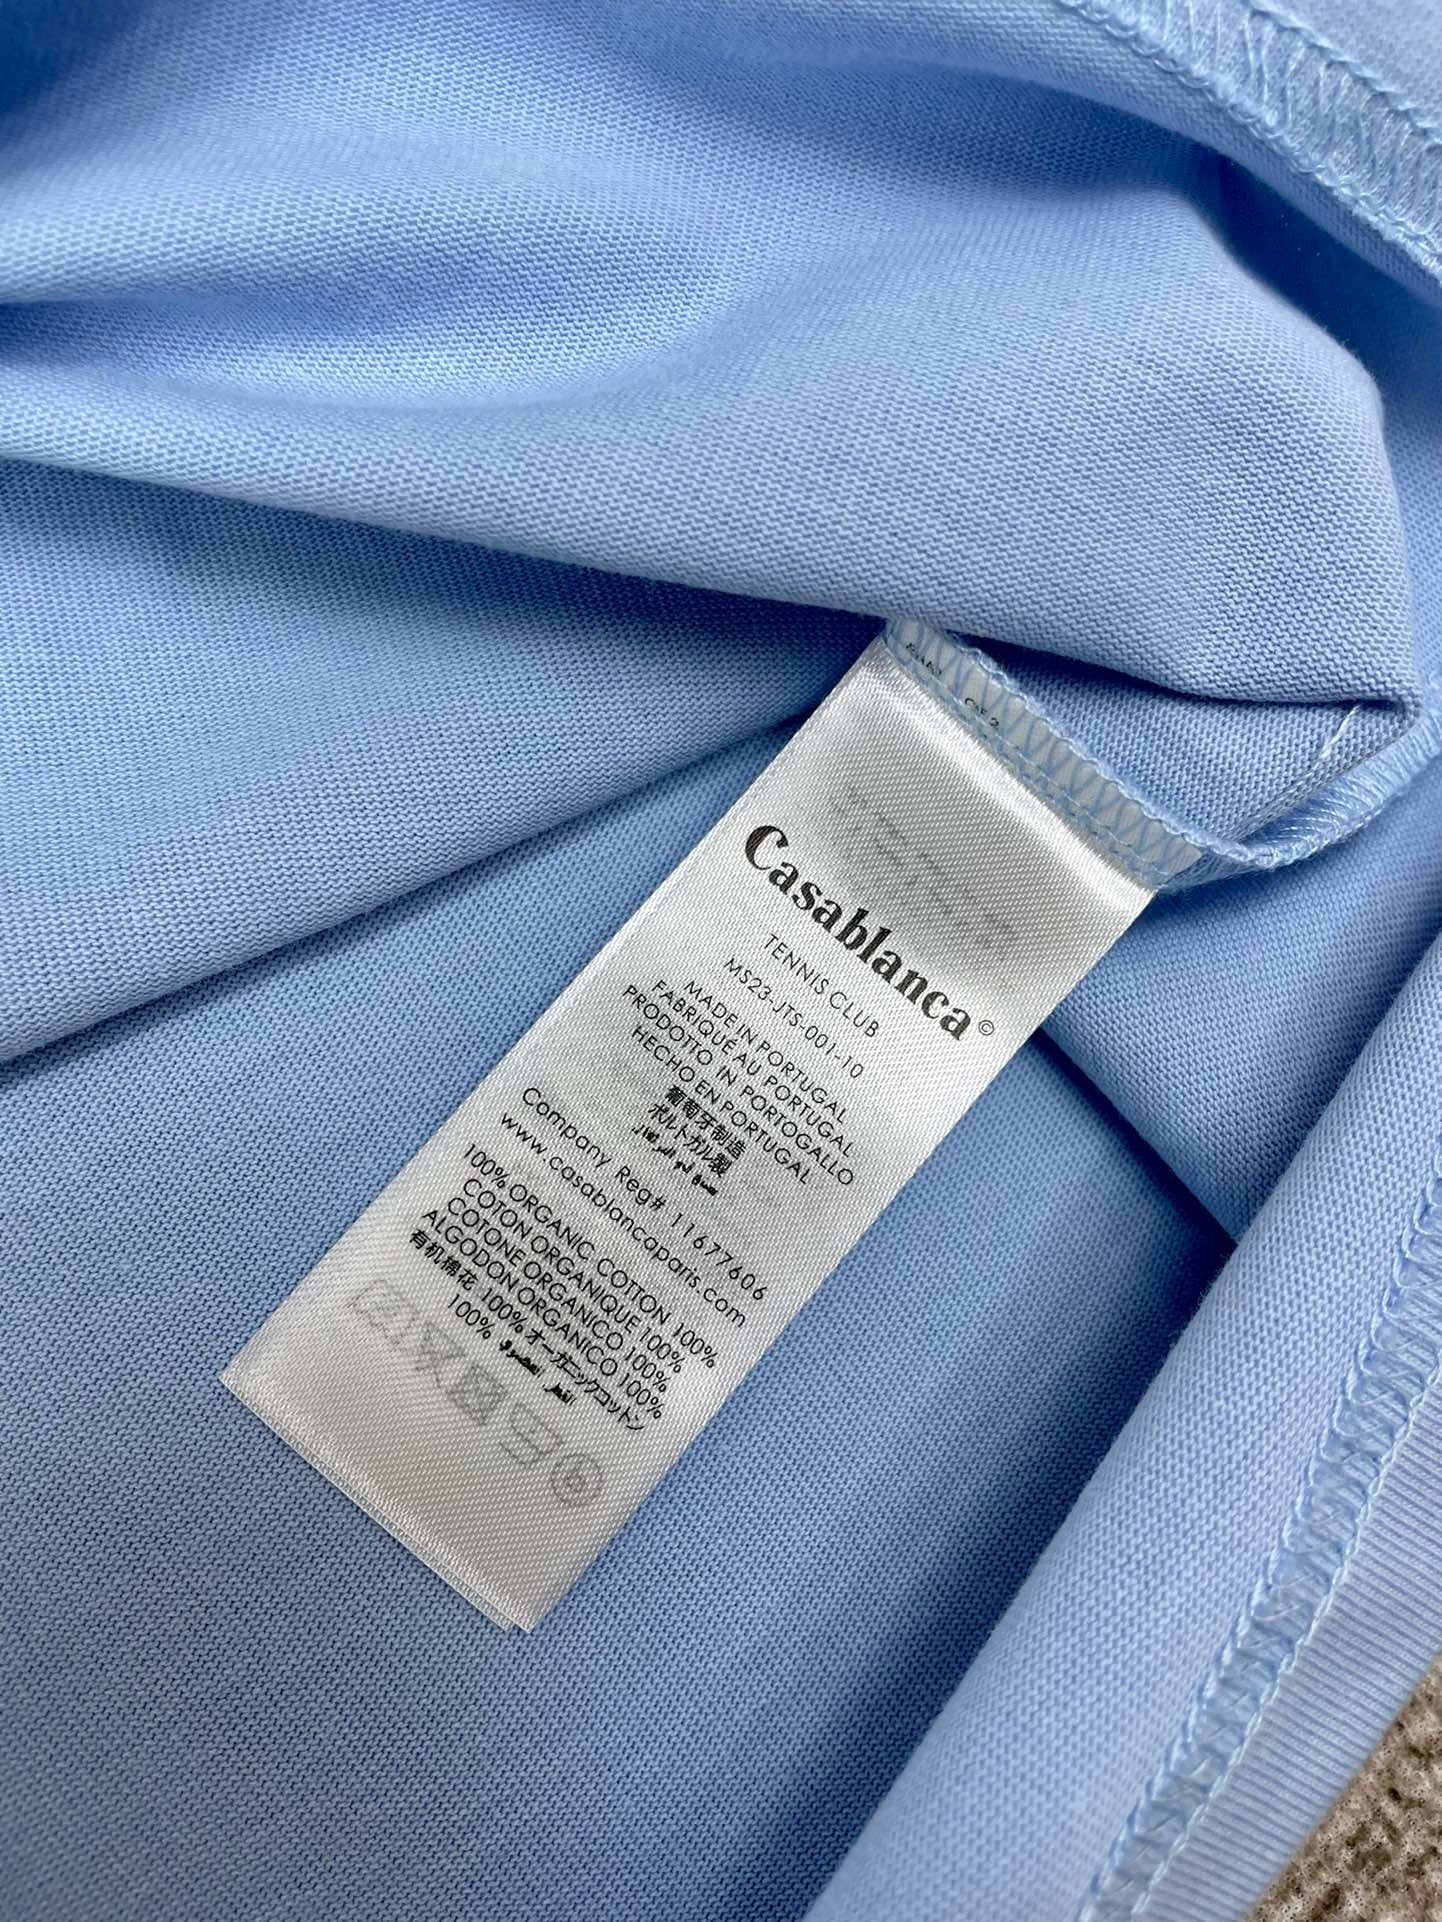 Casablanca©
TENNIS CLUB
MS23-JTS-001-10
MADE IN PORTUGAL
FABRIQUÉ AU PORTUGAL
PRODOTTO IN PORTOGALLO
HECHO EN PORTUGAL
葡萄牙制造
ポルトガル製
Company Reg# 11677606
www.casablancaparis.com
100% ORGANIC COTTON 100%
COTON ORGANIQUE 100%
COTONE ORGANICO 100%
ALGODON ORGANICO 100%
有机棉花 100% オーガニックコットン
100% القطن العضوي